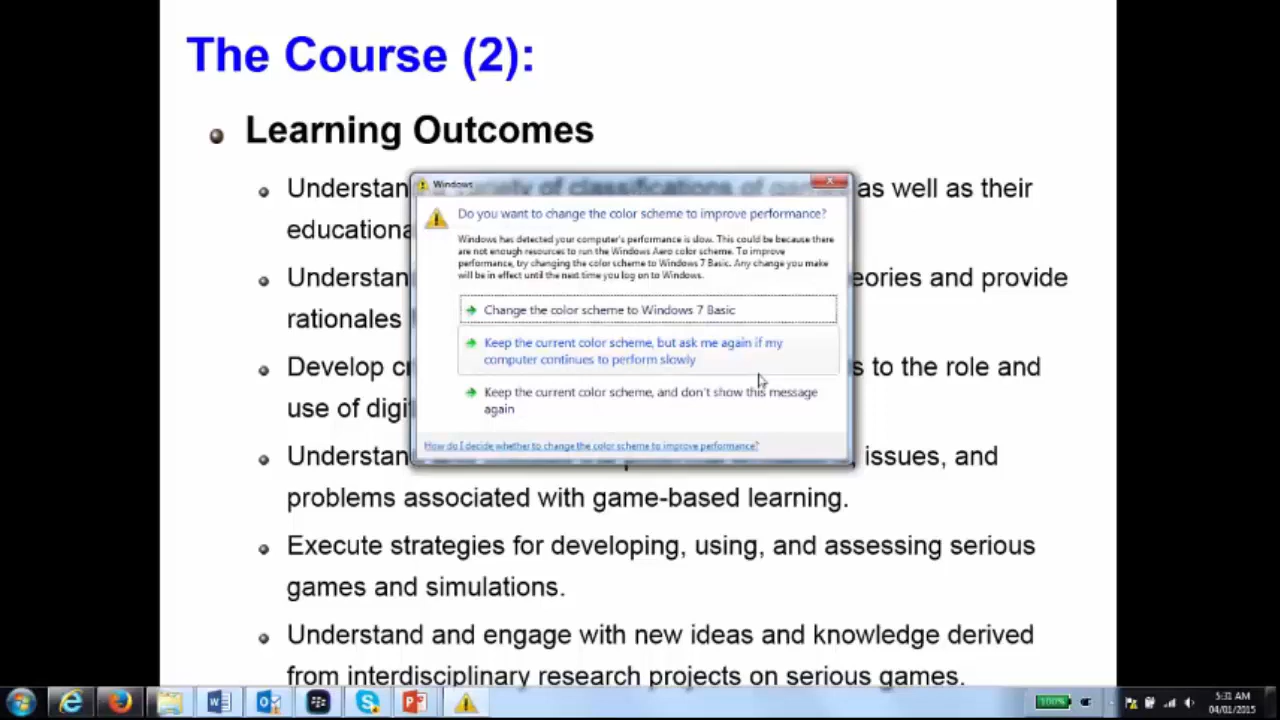 The Course (2):
Learning Outcomes
Windows
as well as their
Do you want to change the color scheme to improve performance?
Windows has detected your computer's performance is slow. This could be because there
are not enough resources to run the Windows Aero color scheme. To improve
performance, try changing the color scheme to Windows 7 Basic. Any change you make
will be in effect until the next time you log on to Windows.
and provide
rationales
Change the color scheme to Windows 7 Basic
Keep the current color scheme, but ask me again if my
computer continues to perform slowly
Develop
to the role and
use of
Keep the current color scheme, and don't show this message
again
How do I decide whether to change the color scheme to improve performance?
issues, and
problems associated with game-based learning.
Execute strategies for developing, using, and assessing serious
games and simulations.
Understand and engage with new ideas and knowledge derived
from interdisciplinary research projects on serious games.
100%
5:31 AM
04/01/2015